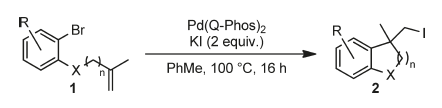 R
Br
X
n
1
Pd(Q-Phos)2
KI (2 equiv.)
PhMe, 100 °C, 16 h
R
I
n
X
2